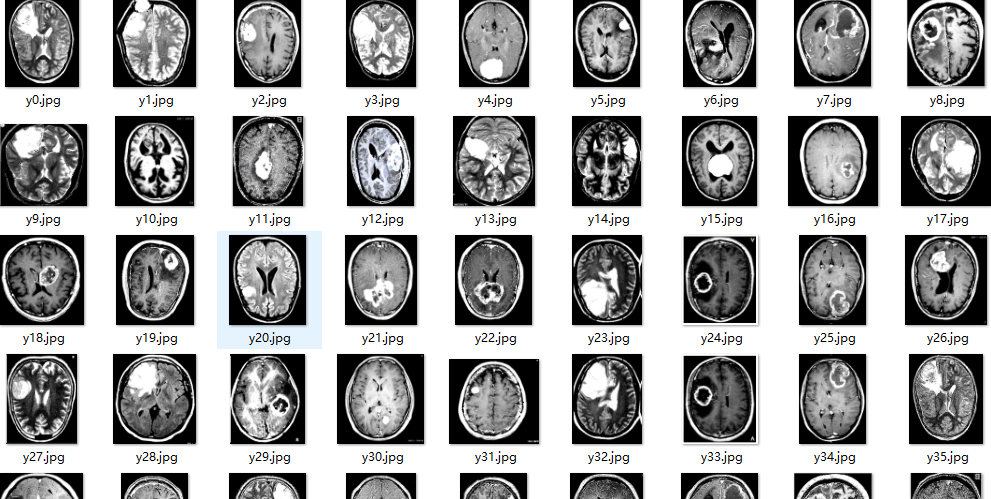 y0.jpg y1.jpg y2.jpg y3.jpg y4.jpg y5.jpg y6.jpg y7.jpg y8.jpg
y9.jpg y10.jpg y11.jpg y12.jpg y13.jpg y14.jpg y15.jpg y16.jpg y17.jpg
y18.jpg y19.jpg y20.jpg y21.jpg y22.jpg y23.jpg y24.jpg y25.jpg y26.jpg
y27.jpg y28.jpg y29.jpg y30.jpg y31.jpg y32.jpg y33.jpg y34.jpg y35.jpg